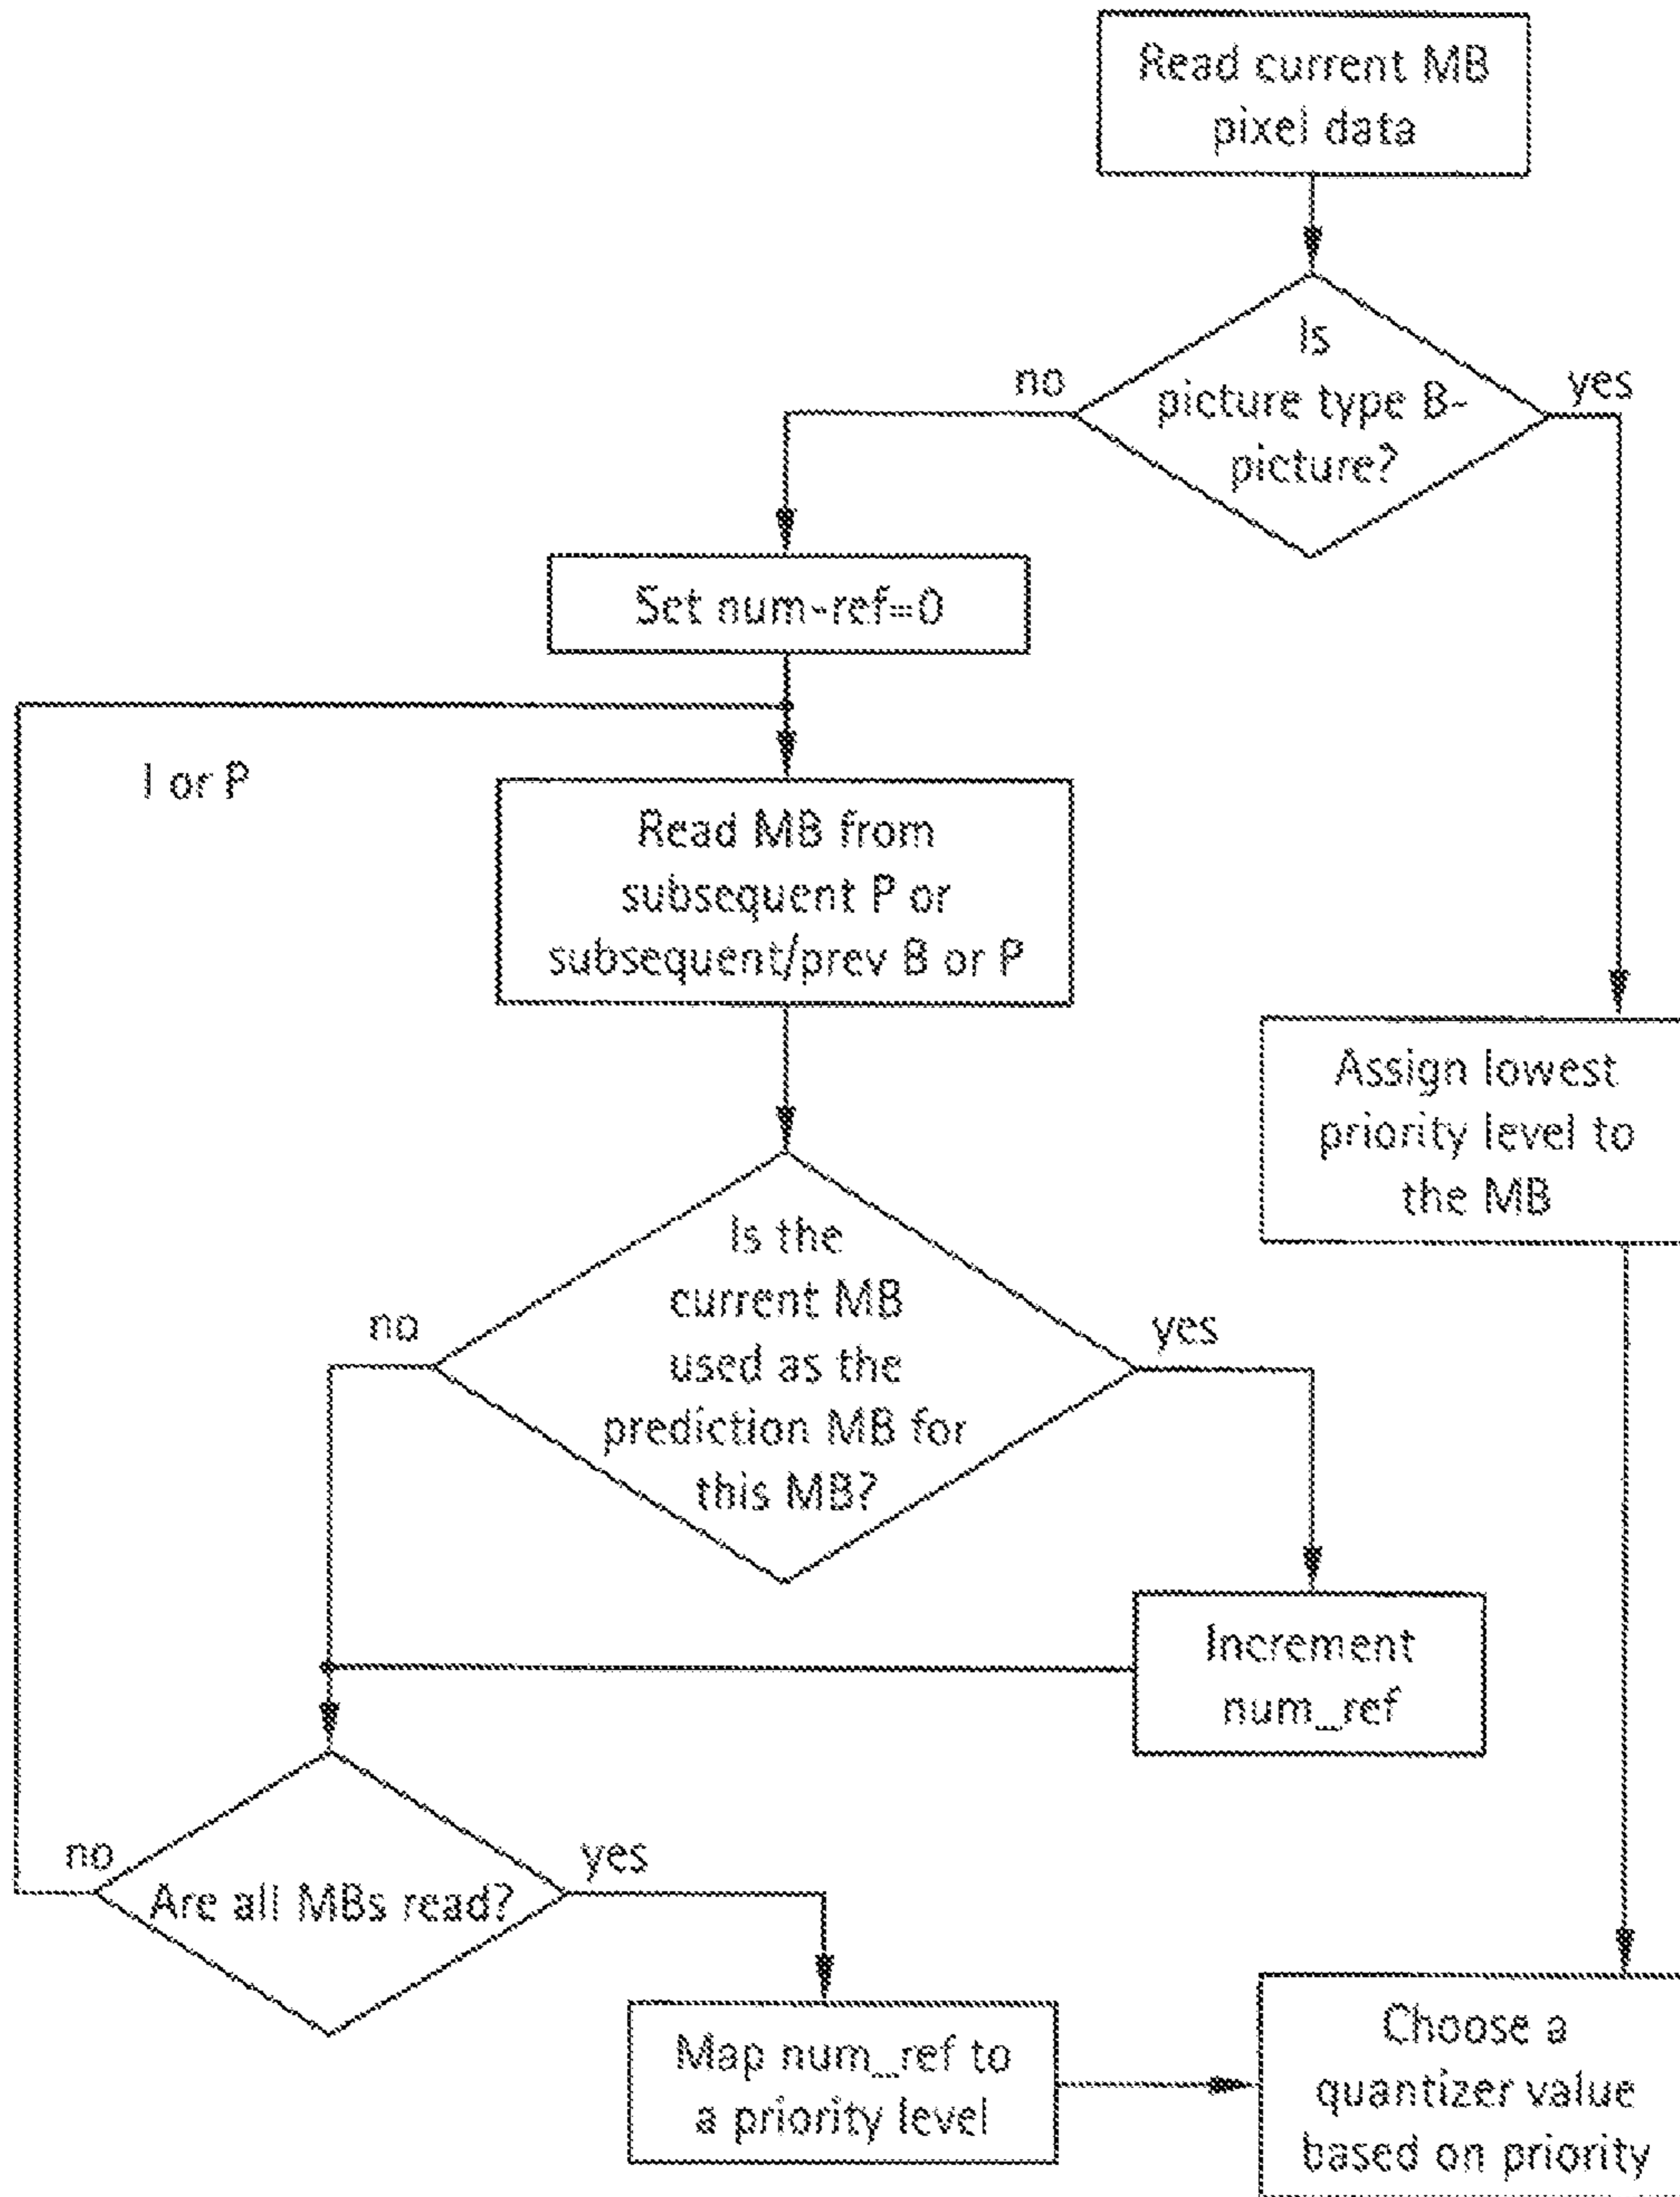 Read current MB
pixel data
Is
picture type B-
picture?
no
yes
Set num-ref=0
I or P
Read MB from
subsequent P or
subsequent/prev B or P
Assign lowest
priority level to
the MB
Is the
current MB
used as the
prediction MB for
this MB?
no
yes
Increment
num_ref
no
yes
Are all MBs read?
Map num_ref to
a priority level
Choose a
quantizer value
based on priority